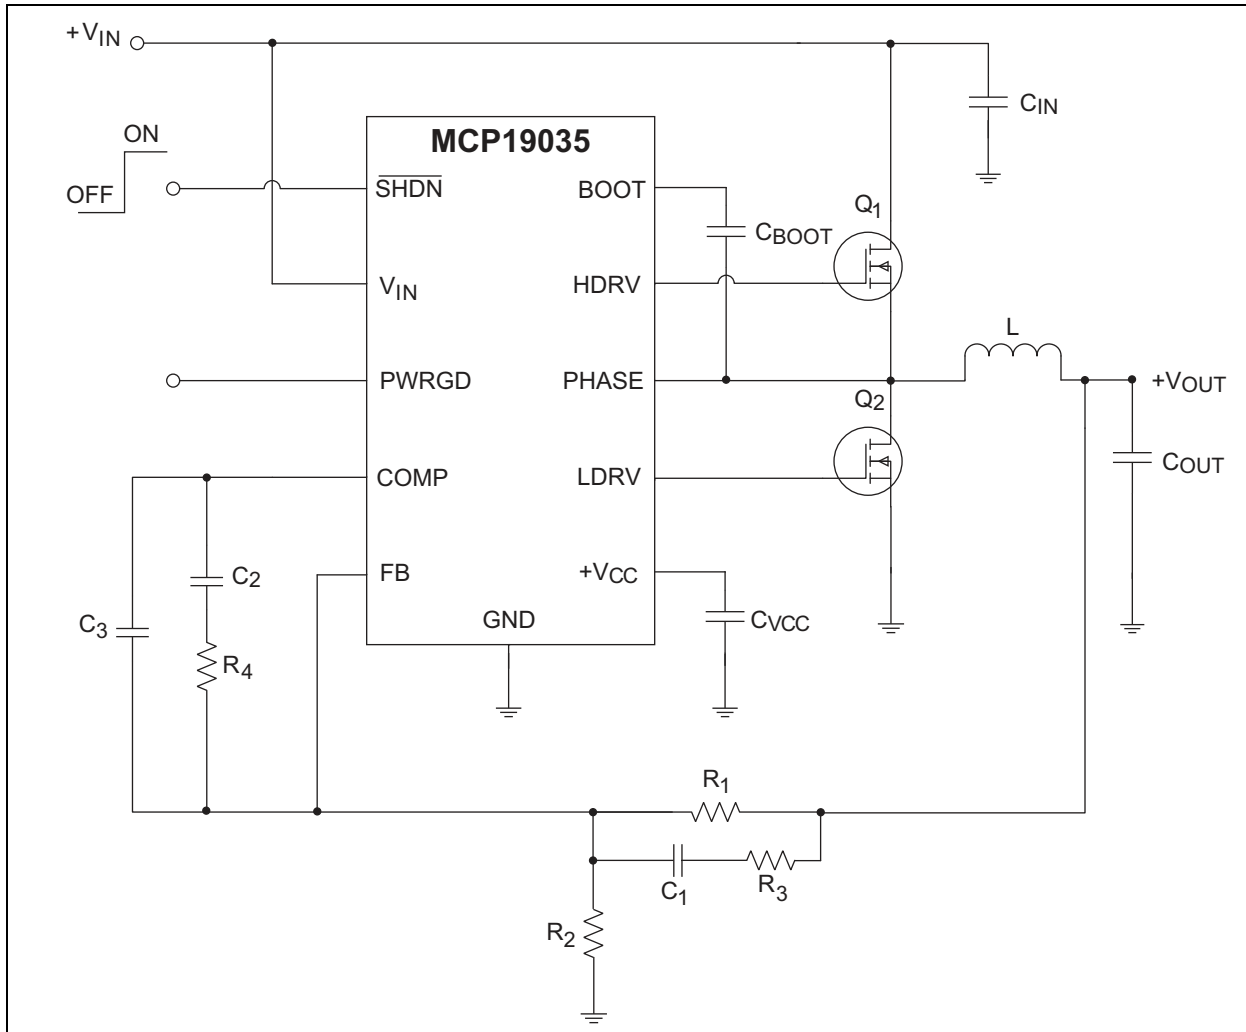 +VIN
CIN
ON
OFF
MCP19035
SHDN
BOOT
Q1
CBOOT
VIN
HDRV
L
PWRGD
PHASE
+VOUT
Q2
COMP
LDRV
COUT
C2
FB
+VCC
C3
GND
CVCC
R4
R1
C1
R3
R2